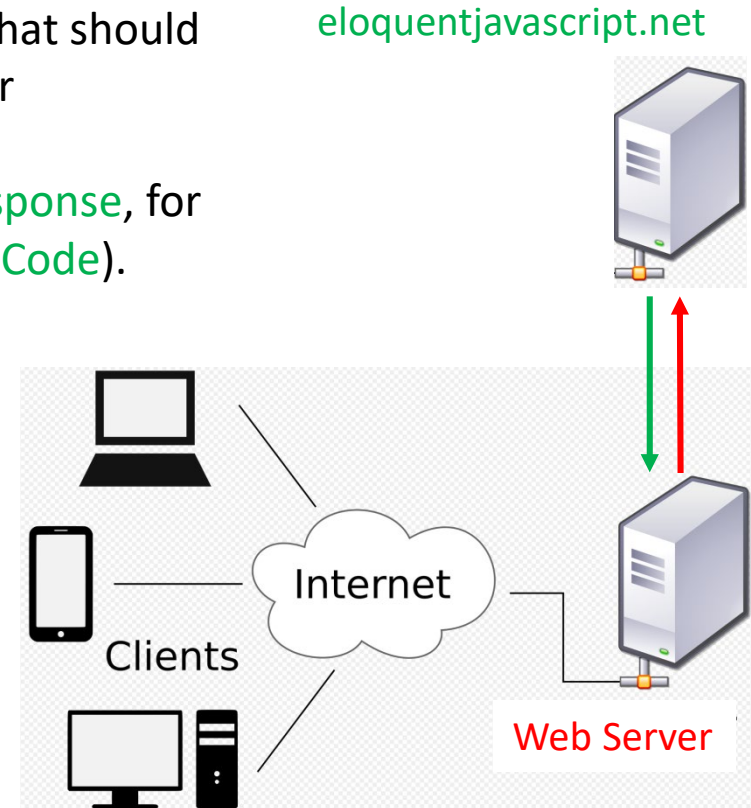 hat should
r
sponse, for
Code).
eloquentjavascript.net
Internet
Clients
Web Server